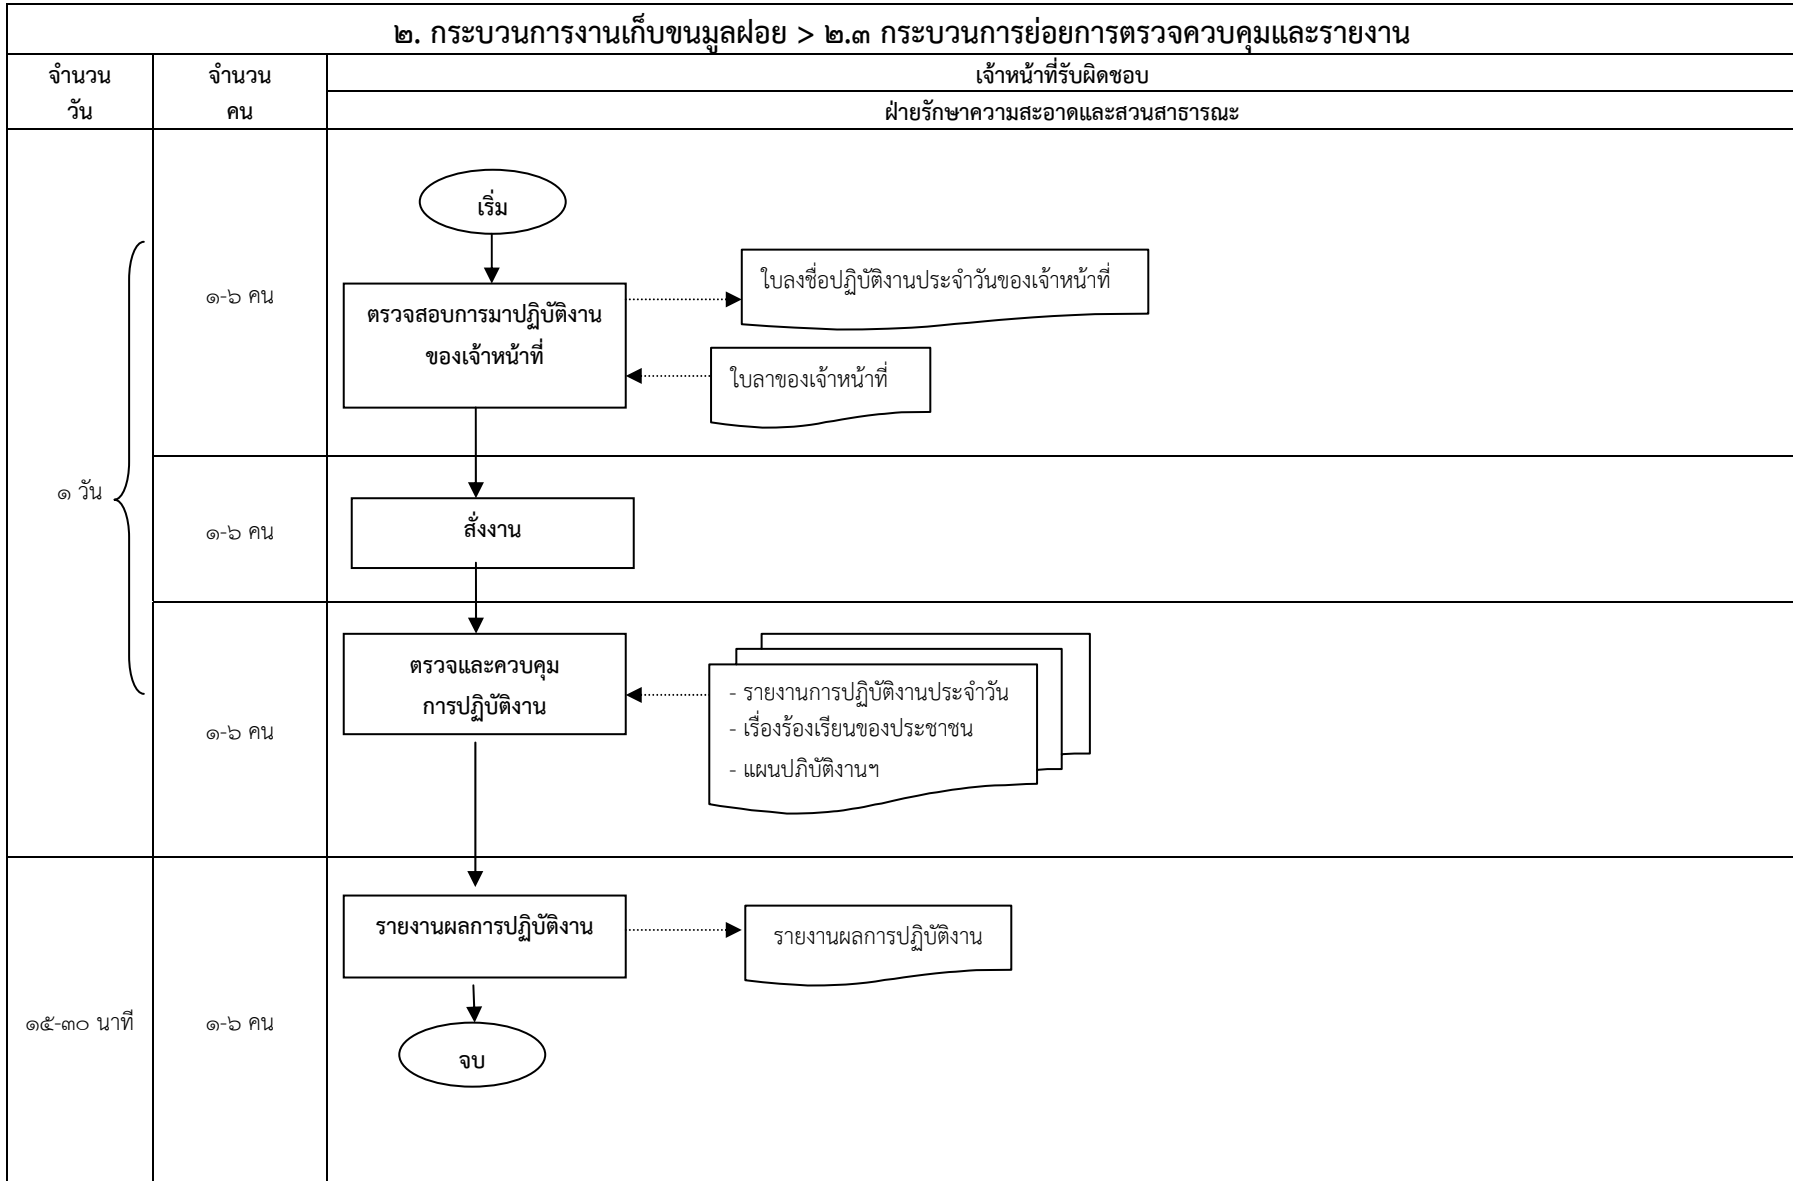 ๒. กระบวนการงานเก็บขนมูลฝอย > ๒.๓ กระบวนการย่อยการตรวจควบคุมและรายงาน
จำนวน
วัน
จำนวน
คน
เจ้าหน้าที่รับผิดชอบ
ฝ่ายรักษาความสะอาดและสวนสาธารณะ
เริ่ม
๑-๖ คน
ตรวจสอบการมาปฏิบัติงาน
ของเจ้าหน้าที่
ใบลงชื่อปฏิบัติงานประจำวันของเจ้าหน้าที่
ใบลาของเจ้าหน้าที่
๑ วัน
๑-๖ คน
สั่งงาน
๑-๖ คน
ตรวจและควบคุม
การปฏิบัติงาน
- รายงานการปฏิบัติงานประจำวัน
- เรื่องร้องเรียนของประชาชน
- แผนปภิบัติงานฯ
รายงานผลการปฏิบัติงาน
รายงานผลการปฏิบัติงาน
๑๕-๓๐ นาที
๑-๖ คน
จบ